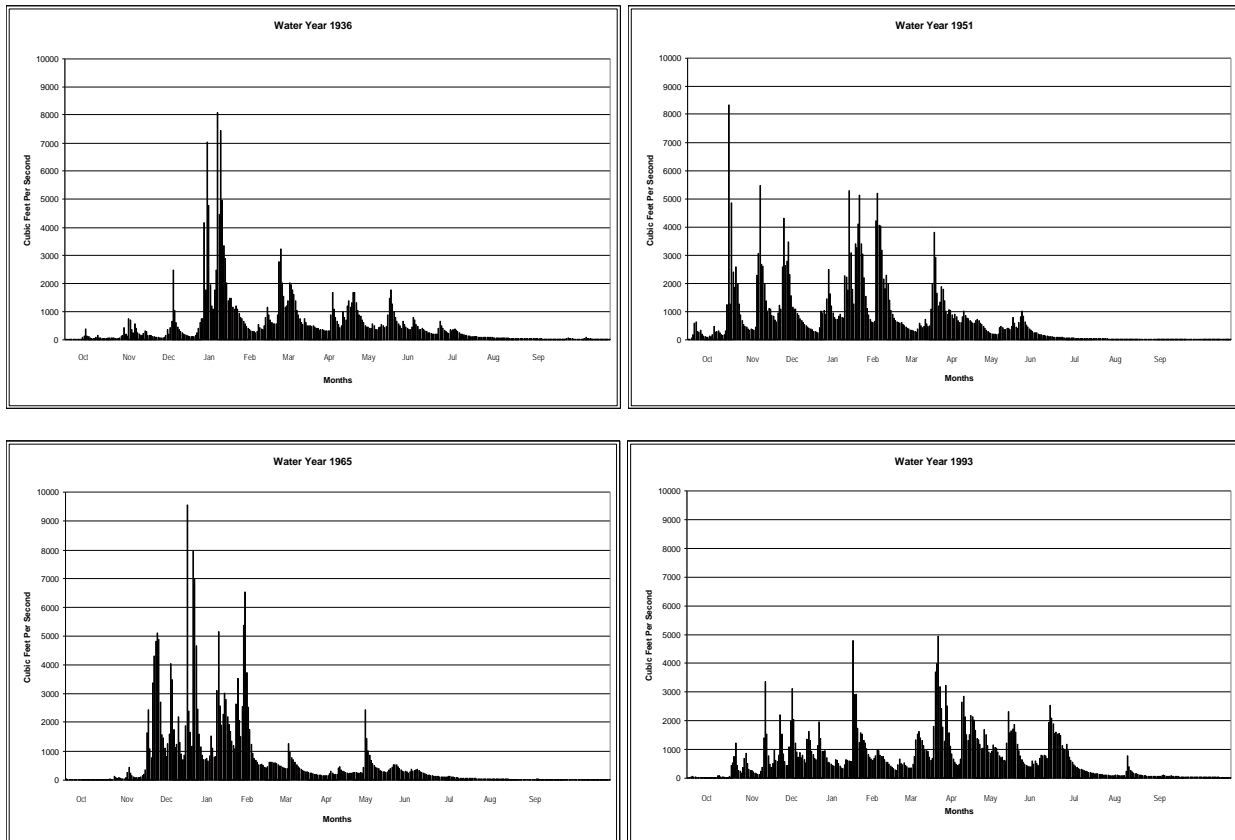 Water Year 1936
Cubic Feet Per Second
10000
9000
8000
7000
6000
5000
4000
3000
2000
1000
0
Oct Nov Dec Jan Feb Mar Apr May Jun Jul Aug Sep
Months
Water Year 1951
Cubic Feet Per Second
10000
9000
8000
7000
6000
5000
4000
3000
2000
1000
0
Oct Nov Dec Jan Feb Mar Apr May Jun Jul Aug Sep
Months
Water Year 1965
Cubic Feet Per Second
10000
9000
8000
7000
6000
5000
4000
3000
2000
1000
0
Oct Nov Dec Jan Feb Mar Apr May Jun Jul Aug Sep
Months
Water Year 1993
Cubic Feet Per Second
10000
9000
8000
7000
6000
5000
4000
3000
2000
1000
0
Oct Nov Dec Jan Feb Mar Apr May Jun Jul Aug Sep
Months